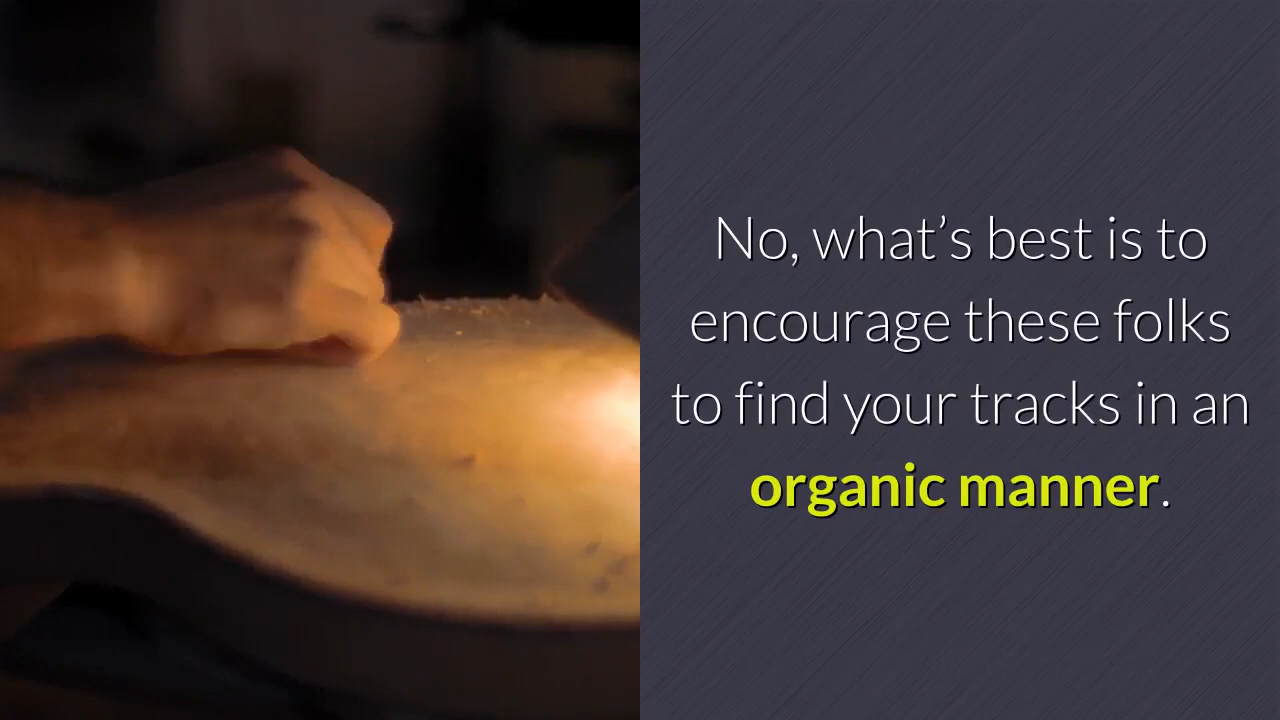 No, what’s best is to
encourage these folks
to find your tracks in an
organic manner.